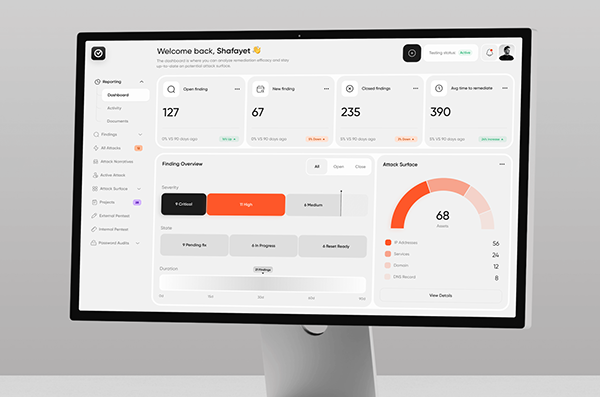 Welcome back, Shafayet 👋
The dashboard is where you can analyze remediation efficacy and stay
up-to-date on potential attack surface.
Testing status Active
Reporting
Dashboard
Activity
Documents
Findings
All Attacks
Attack Narratives
Active Attack
Attack Surface
Projects
External Pentest
Internal Pentest
Password Audits
Open finding
127
0% VS 90 days ago
New finding
67
0% VS 90 days ago
Closed findings
235
0% VS 90 days ago
Avg time to remediate
390
0% VS 90 days ago
Finding Overview
All Open Close
Severity
9 Critical
11 High
6 Medium
State
9 Pending fix
6 In Progress
6 Reset Ready
Duration
Attack Surface
68
Assets
IP Addresses 56
Services 24
Domain 12
DNS Record 8
View Details